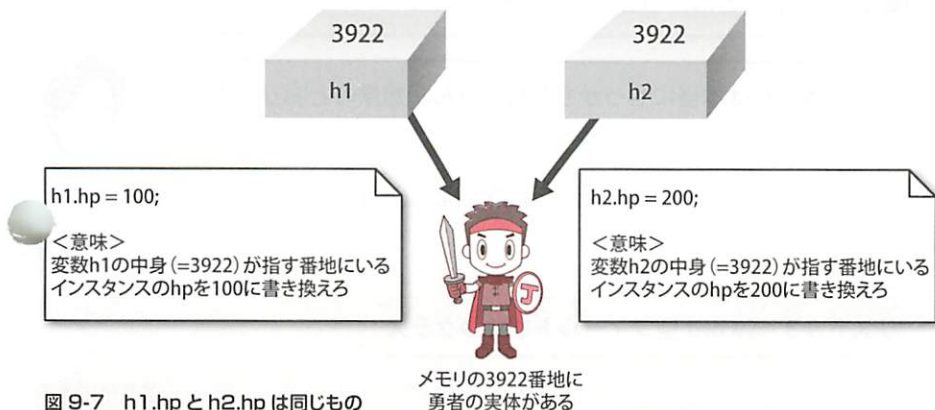 3922
h1
3922
h2
h1.hp = 100;
<意味>
変数h1の中身(=3922)が指す番地にいる
インスタンスのhpを100に書き換えろ
h2.hp = 200;
<意味>
変数h2の中身(=3922)が指す番地にいる
インスタンスのhpを200に書き換えろ
J
メモリの3922番地に
勇者の実体がある
図 9-7 h1.hp と h2.hp は同じもの